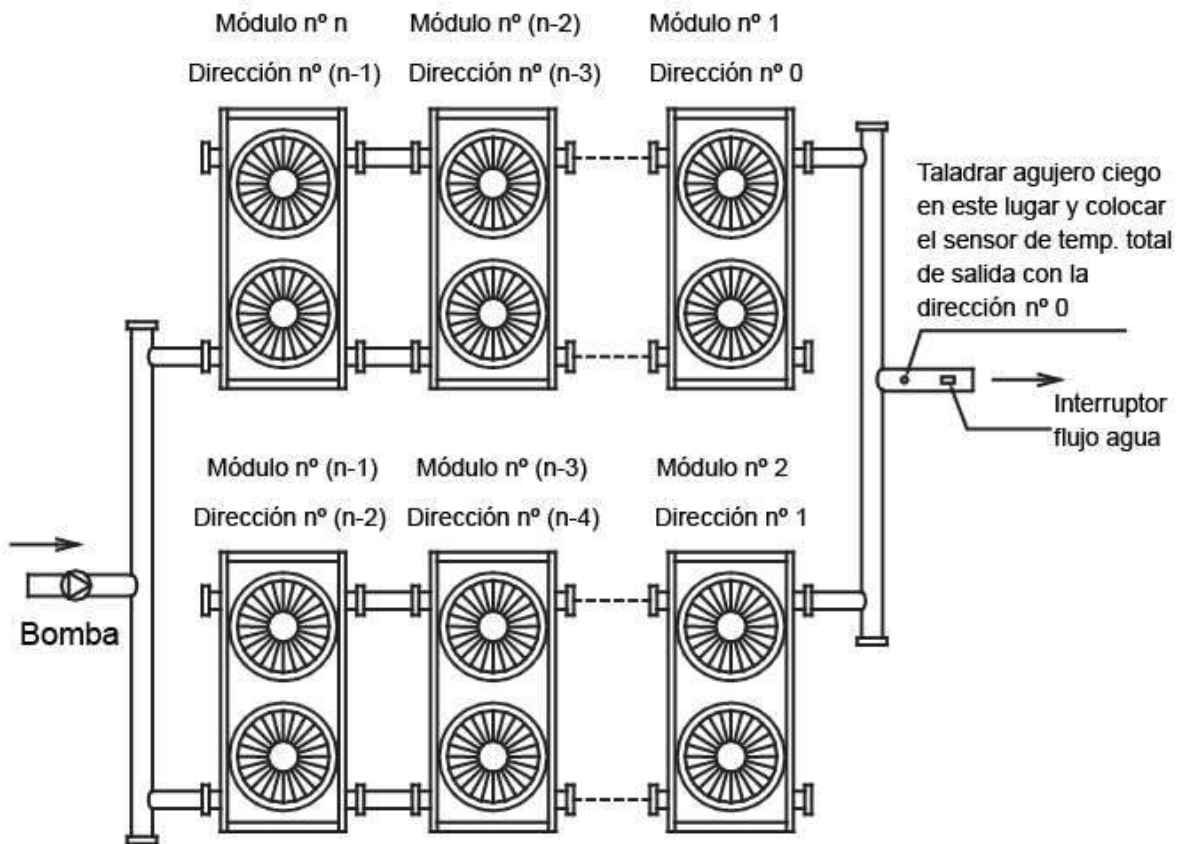 Módulo nº n
Dirección nº (n-1)
Módulo nº (n-2)
Dirección nº (n-3)
Módulo nº 1
Dirección nº 0
Taladrar agujero ciego
en este lugar y colocar
el sensor de temp. total
de salida con la
dirección nº 0
Interruptor
flujo agua
Módulo nº (n-1)
Dirección nº (n-2)
Módulo nº (n-3)
Dirección nº (n-4)
Módulo nº 2
Dirección nº 1
Bomba